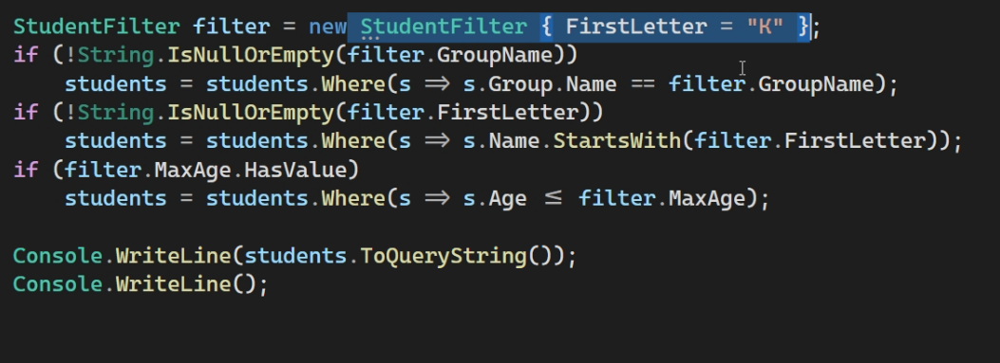 StudentFilter filter = new StudentFilter { FirstLetter = "K" };
if (!String.IsNullOrEmpty(filter.GroupName))
    students = students.Where(s => s.Group.Name == filter.GroupName);
if (!String.IsNullOrEmpty(filter.FirstLetter))
    students = students.Where(s => s.Name.StartsWith(filter.FirstLetter));
if (filter.MaxAge.HasValue)
    students = students.Where(s => s.Age <= filter.MaxAge);
Console.WriteLine(students.ToQueryString());
Console.WriteLine();